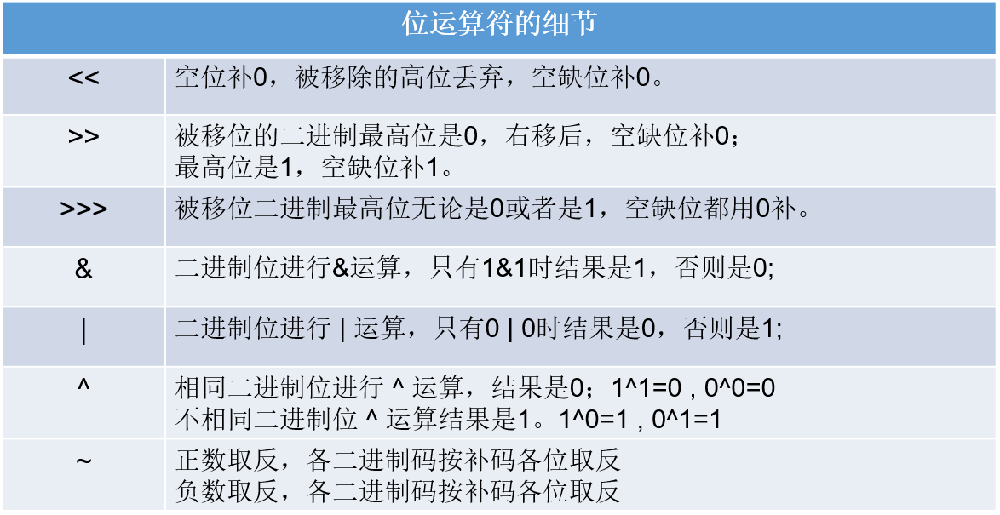 位运算符的细节
<< 空位补0，被移除的高位丢弃，空缺位补0。
>> 被移位的二进制最高位是0，右移后，空缺位补0；
最高位是1，空缺位补1。
>>> 被移位二进制最高位无论是0或者是1，空缺位都用0补。
& 二进制位进行&运算，只有1&1时结果是1，否则是0;
| 二进制位进行 | 运算，只有0 | 0时结果是0，否则是1;
^ 相同二进制位进行 ^ 运算，结果是0；1^1=0 , 0^0=0
不相同二进制位 ^ 运算结果是1。1^0=1 , 0^1=1
~ 正数取反，各二进制码按补码各位取反
负数取反，各二进制码按补码各位取反